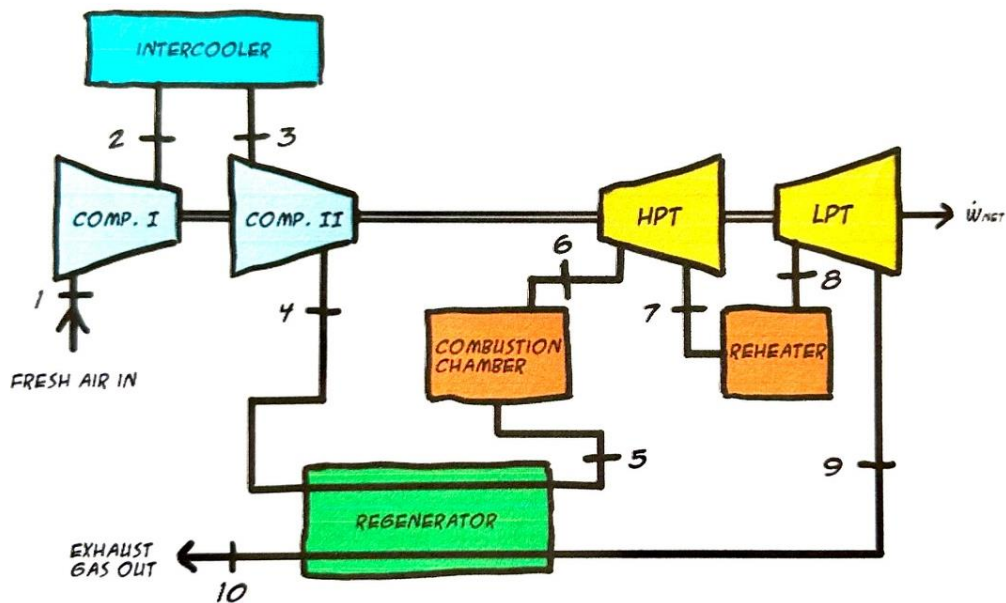 INTERCOOLER
2
3
COMP. I
COMP. II
HPT
LPT
ẇNET
1
4
6
7
8
FRESH AIR IN
COMBUSTION
CHAMBER
REHEATER
5
9
REGENERATOR
EXHAUST
GAS OUT
10